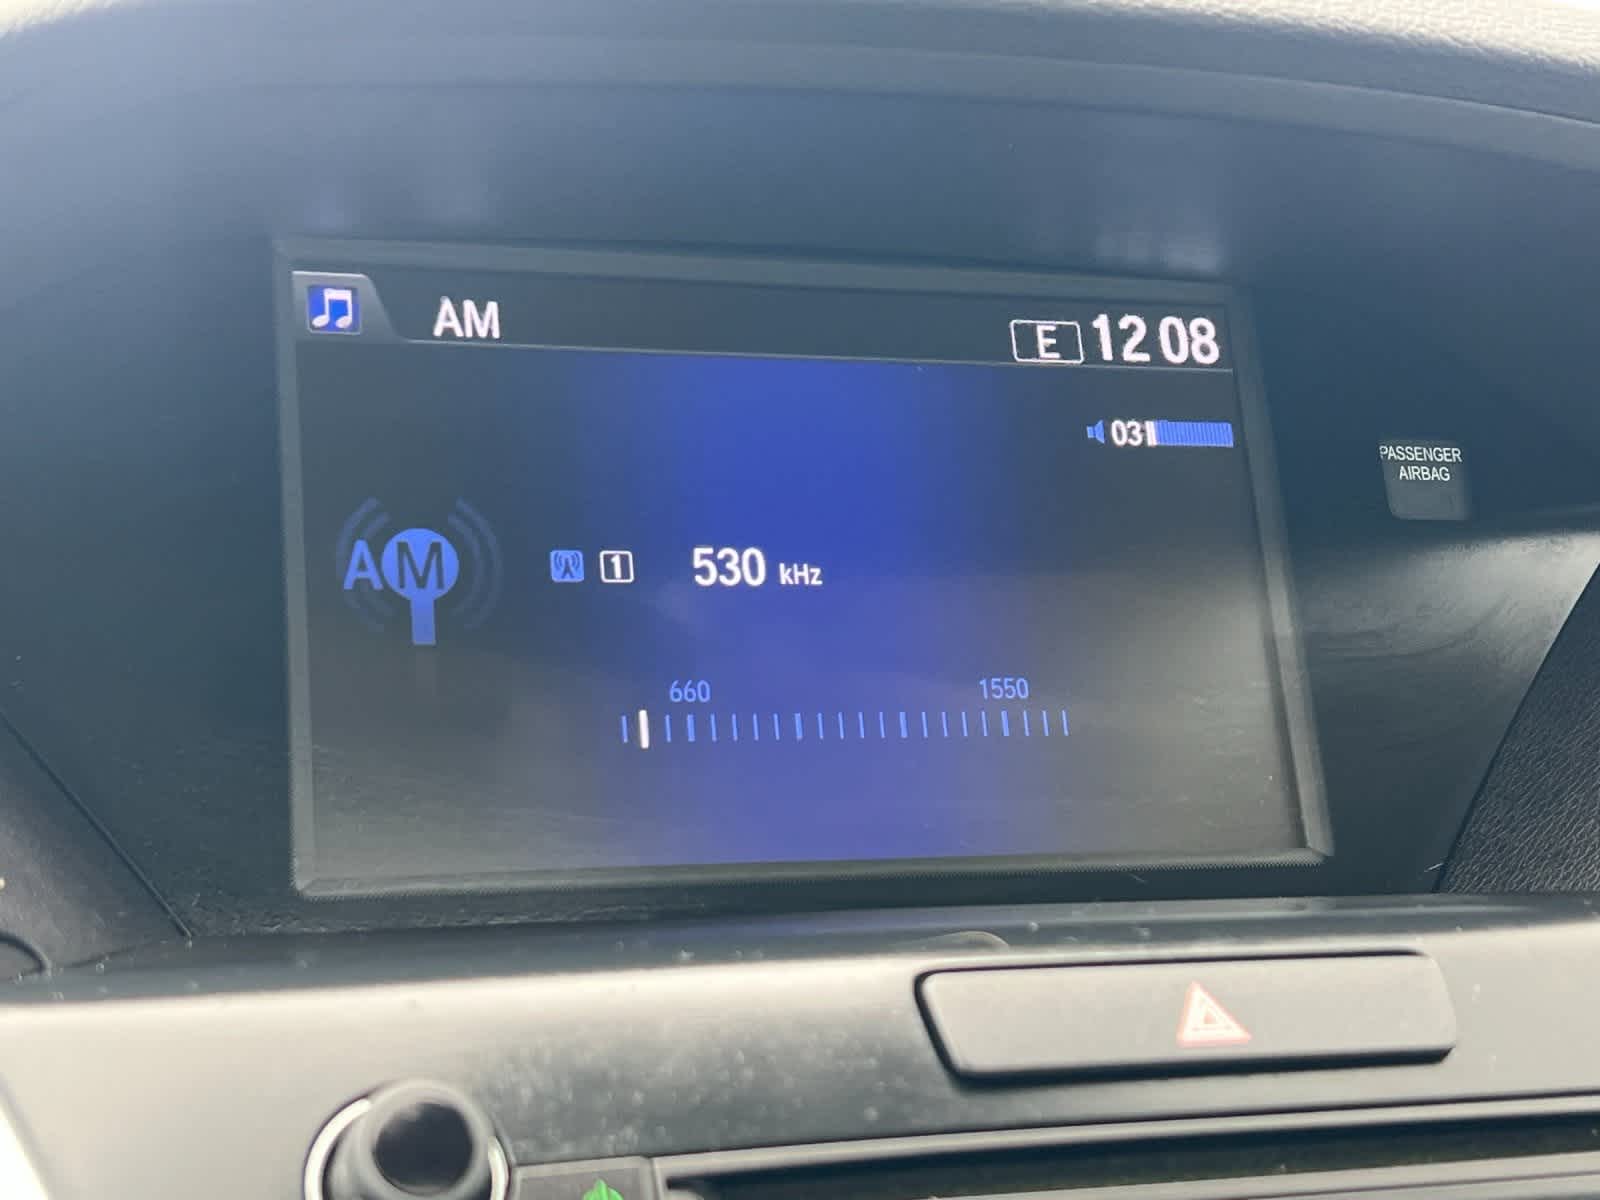 AM
E 12 08
03
PASSENGER
AIRBAG
AM
1 530 kHz
660 1550